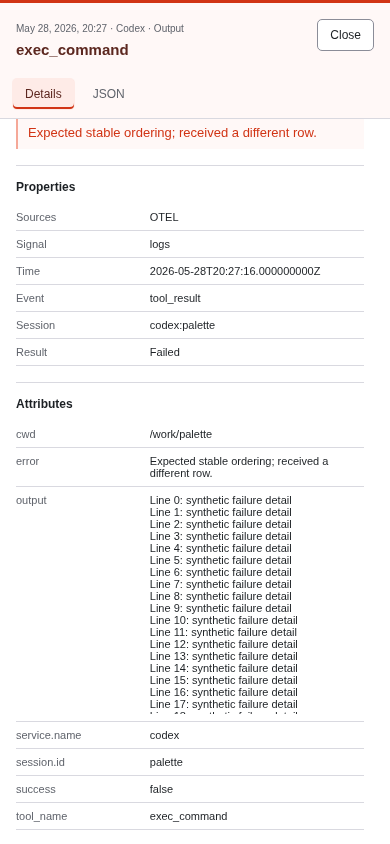 May 28, 2026, 20:27 · Codex · Output
exec_command
Close
Details
JSON
Expected stable ordering; received a different row.
Properties
Sources OTEL
Signal logs
Time 2026-05-28T20:27:16.000000000Z
Event tool_result
Session codex:palette
Result Failed
Attributes
cwd /work/palette
error Expected stable ordering; received a
different row.
output Line 0: synthetic failure detail
Line 1: synthetic failure detail
Line 2: synthetic failure detail
Line 3: synthetic failure detail
Line 4: synthetic failure detail
Line 5: synthetic failure detail
Line 6: synthetic failure detail
Line 7: synthetic failure detail
Line 8: synthetic failure detail
Line 9: synthetic failure detail
Line 10: synthetic failure detail
Line 11: synthetic failure detail
Line 12: synthetic failure detail
Line 13: synthetic failure detail
Line 14: synthetic failure detail
Line 15: synthetic failure detail
Line 16: synthetic failure detail
Line 17: synthetic failure detail
service.name codex
session.id palette
success false
tool_name exec_command